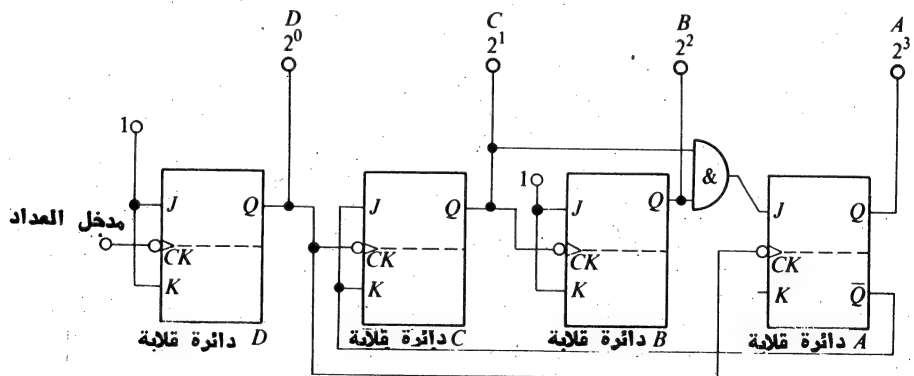 D
2⁰
C
2¹
B
2²
A
2³
1
J
Q
CK
K
مدخل العداد
J
Q
CK
K
1
J
Q
CK
K
&
J
Q
CK
K
Q̅
دائرة قلابة D
دائرة قلابة C
دائرة قلابة B
دائرة قلابة A